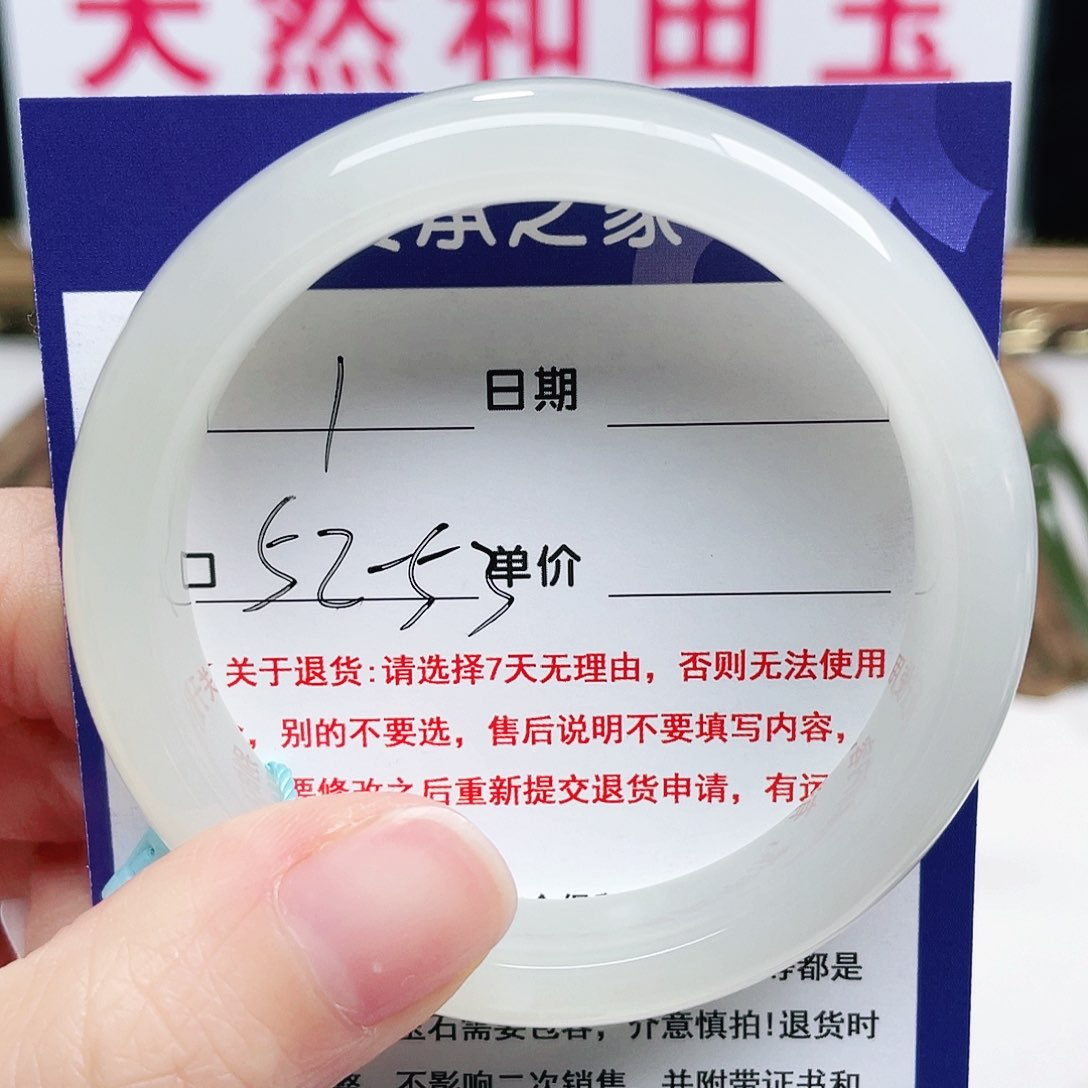 天然和田玉
承之家
1 日期
口 52-55 单价
关于退货:请选择7天无理由，否则无法使用
，别的不要选，售后说明不要填写内容，
要修改之后重新提交退货申请，有运
都是
玉石需要包容，介意慎拍!退货时
不影响二次销售，并附带证书和